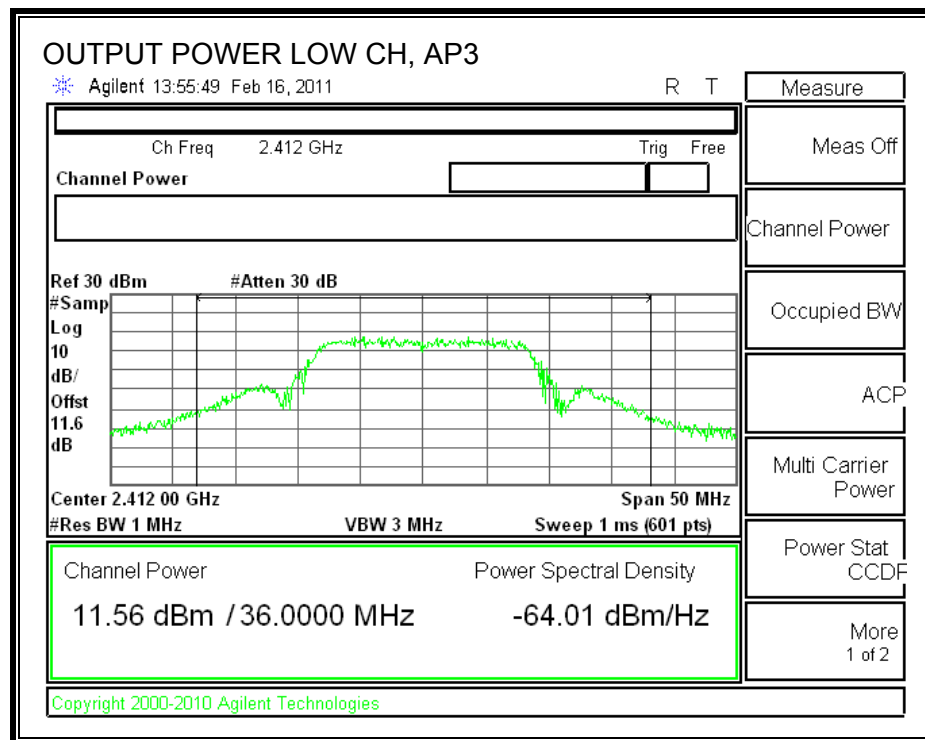 OUTPUT POWER LOW CH, AP3
Agilent 13:55:49 Feb 16, 2011 R T
Measure
Ch Freq 2.412 GHz Trig Free
Meas Off
Channel Power
Channel Power
Ref 30 dBm #Atten 30 dB
#Samp
Log
10
dB/
Offst
11.6
dB
Occupied BW
ACP
Center 2.412 00 GHz Span 50 MHz
#Res BW 1 MHz VBW 3 MHz Sweep 1 ms (601 pts)
Multi Carrier
Power
Channel Power Power Spectral Density
11.56 dBm / 36.0000 MHz -64.01 dBm/Hz
Power Stat
CCDF
More
1 of 2
Copyright 2000-2010 Agilent Technologies